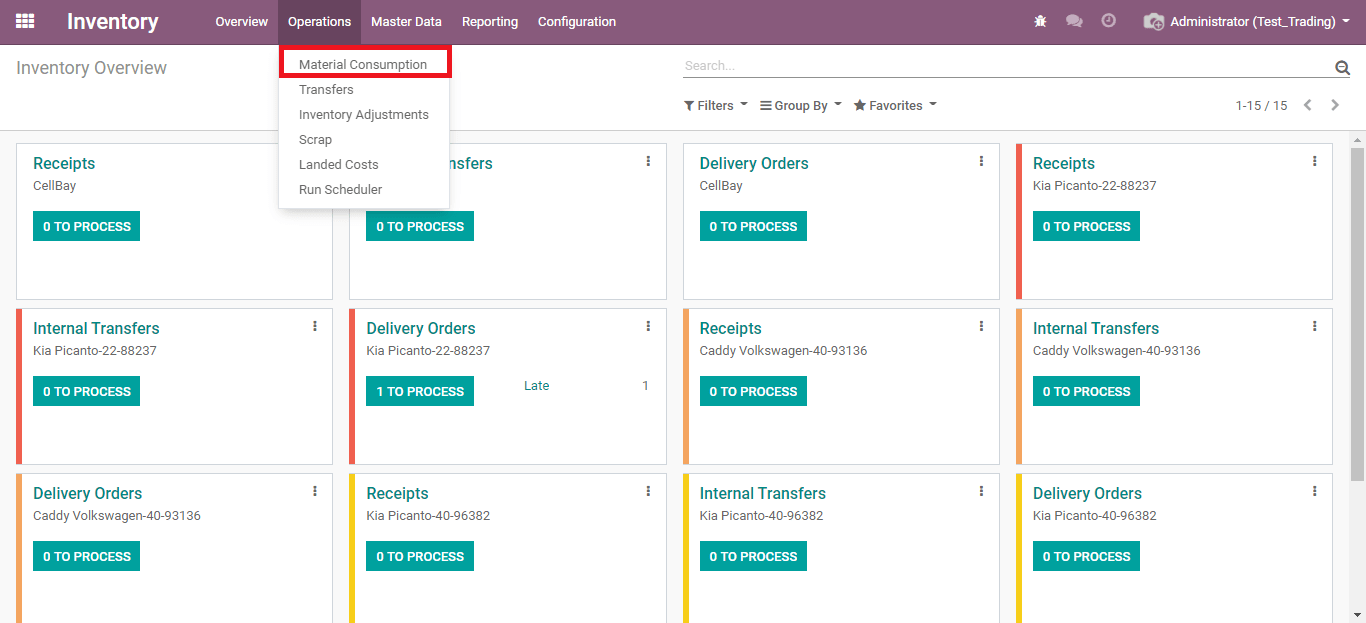 Inventory
Overview
Operations
Master Data
Reporting
Configuration
Administrator (Test_Trading)
Inventory Overview
Material Consumption
Transfers
Inventory Adjustments
Scrap
Landed Costs
Run Scheduler
Search...
Filters
Group By
Favorites
1-15 / 15
Receipts
CellBay
0 TO PROCESS
nsfers
0 TO PROCESS
Delivery Orders
CellBay
0 TO PROCESS
Receipts
Kia Picanto-22-88237
0 TO PROCESS
Internal Transfers
Kia Picanto-22-88237
0 TO PROCESS
Delivery Orders
Kia Picanto-22-88237
1 TO PROCESS
Late 1
Receipts
Caddy Volkswagen-40-93136
0 TO PROCESS
Internal Transfers
Caddy Volkswagen-40-93136
0 TO PROCESS
Delivery Orders
Caddy Volkswagen-40-93136
0 TO PROCESS
Receipts
Kia Picanto-40-96382
0 TO PROCESS
Internal Transfers
Kia Picanto-40-96382
0 TO PROCESS
Delivery Orders
Kia Picanto-40-96382
0 TO PROCESS